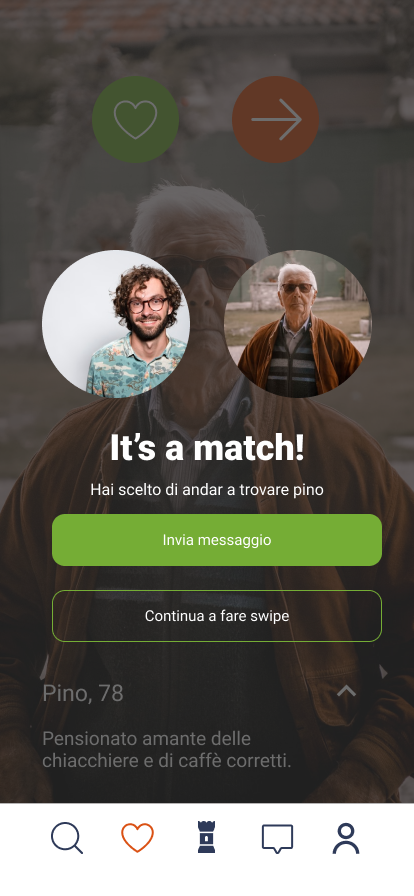 It’s a match!
Hai scelto di andar a trovare pino
Invia messaggio
Continua a fare swipe
Pino, 78
Pensionato amante delle
chiacchiere e di caffè corretti.